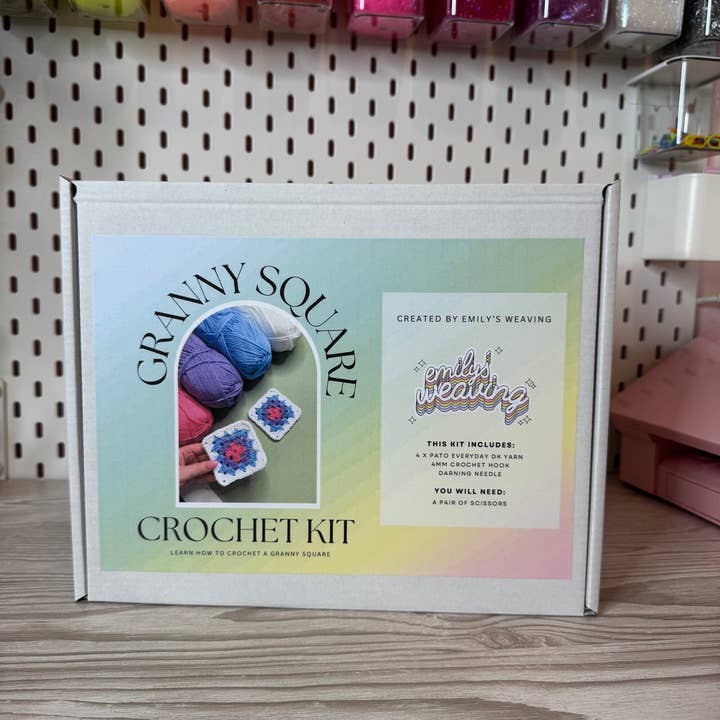 GRANNY SQUARE
CROCHET KIT
LEARN HOW TO CROCHET A GRANNY SQUARE
CREATED BY EMILY'S WEAVING
emily's
weaving
THIS KIT INCLUDES:
4 X PATO EVERYDAY DK YARN
4MM CROCHET HOOK
DARNING NEEDLE
YOU WILL NEED:
A PAIR OF SCISSORS